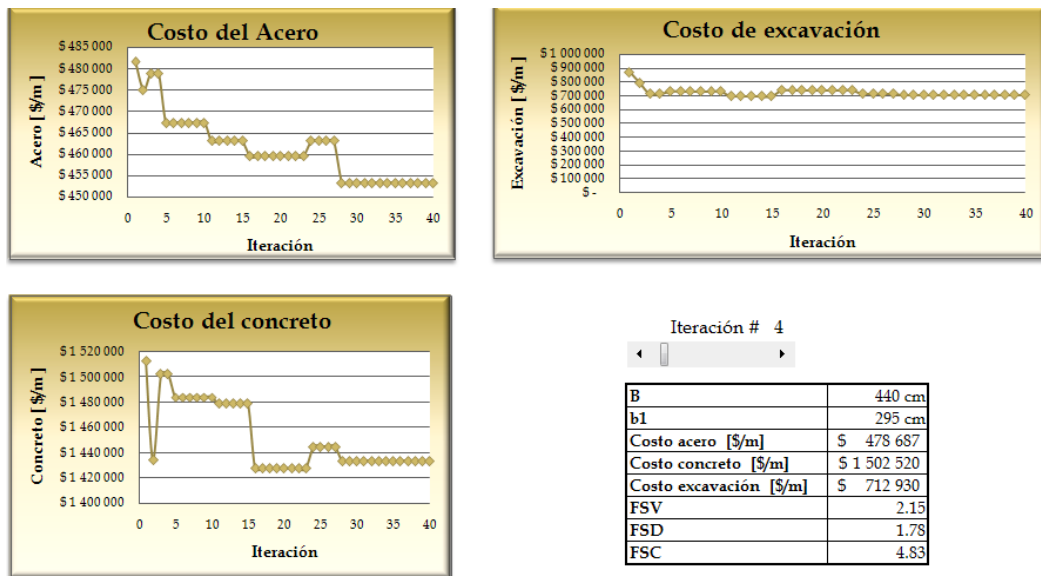 Costo del Acero
Acero [ $/m ]
$ 485 000
$ 480 000
$ 475 000
$ 470 000
$ 465 000
$ 460 000
$ 455 000
$ 450 000
0 5 10 15 20 25 30 35 40
Iteración
Costo de excavación
Excavación [ $/m ]
$ 1 000 000
$ 900 000
$ 800 000
$ 700 000
$ 600 000
$ 500 000
$ 400 000
$ 300 000
$ 200 000
$ 100 000
$ -
0 5 10 15 20 25 30 35 40
Iteración
Costo del concreto
Concreto [ $/m ]
$ 1 520 000
$ 1 500 000
$ 1 480 000
$ 1 460 000
$ 1 440 000
$ 1 420 000
$ 1 400 000
0 5 10 15 20 25 30 35 40
Iteración
Iteración # 4
B 440 cm
b1 295 cm
Costo acero [$/m] $ 478 687
Costo concreto [$/m] $ 1 502 520
Costo excavación [$/m] $ 712 930
FSV 2.15
FSD 1.78
FSC 4.83